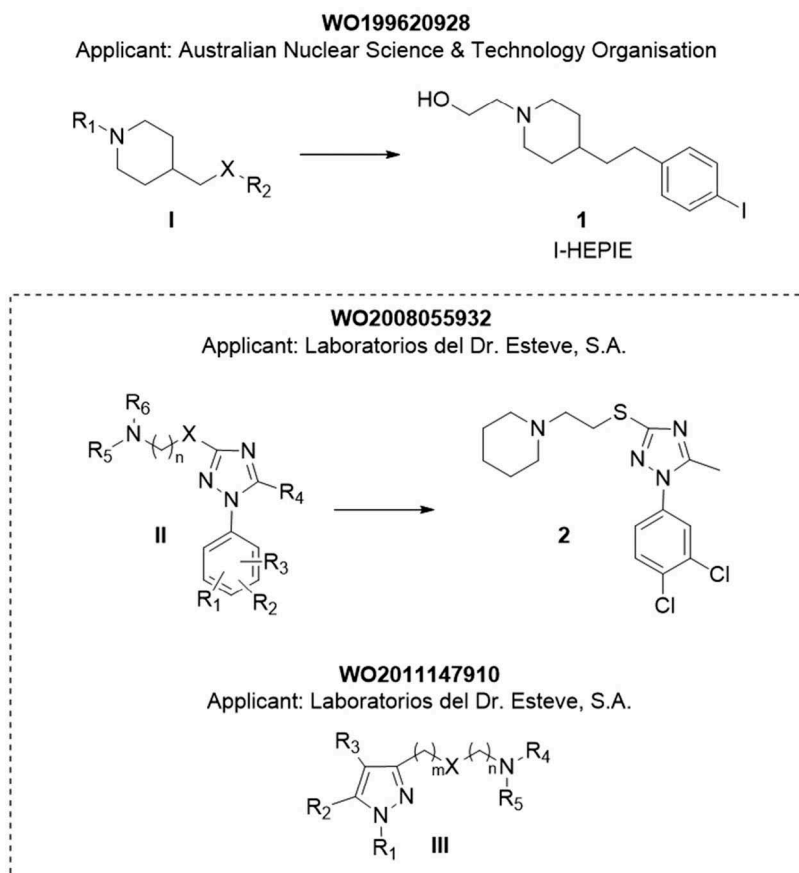 WO199620928
Applicant: Australian Nuclear Science & Technology Organisation
R1 N X R2
I
HO N I
1
I-HEPIE
WO2008055932
Applicant: Laboratorios del Dr. Esteve, S.A.
R6
R5 N ( )n X N N N R4
R3
R1 R2
II
N S N N N
Cl
Cl
2
WO2011147910
Applicant: Laboratorios del Dr. Esteve, S.A.
R3 ( )m X ( )n N R4
R5
R2 N N
R1
III